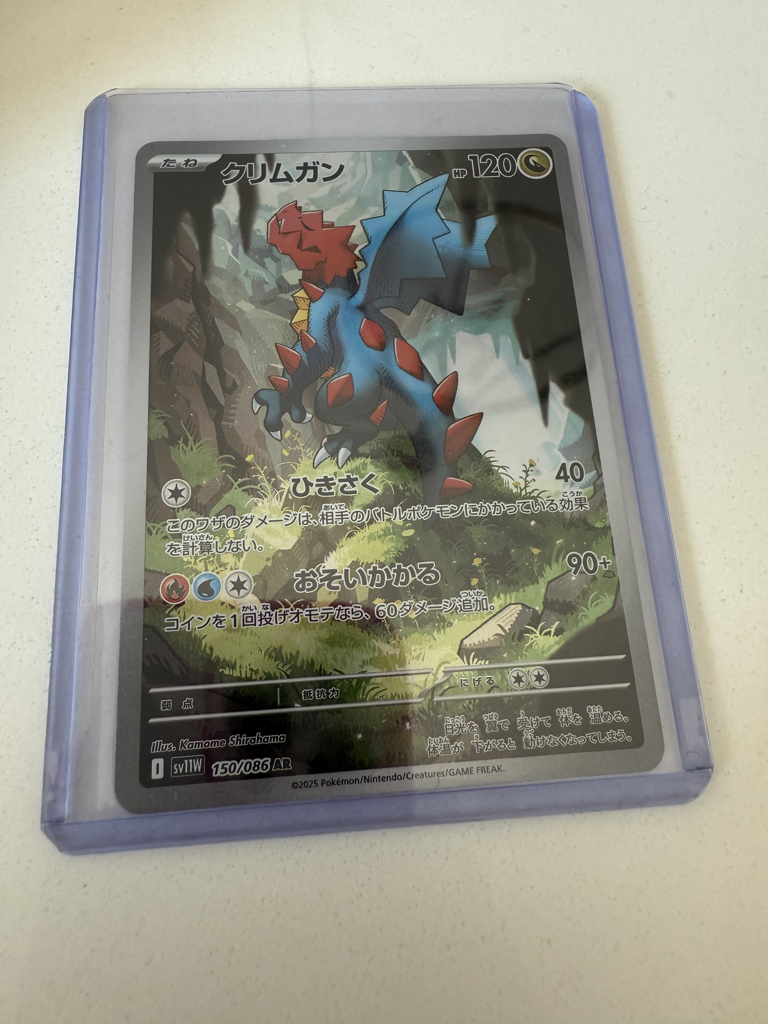 たね クリムガン HP 120
ひきさく 40
このワザのダメージは、相手のバトルポケモンにかかっている効果
を計算しない。
おそいかかる 90+
コインを1回投げオモテなら、60ダメージ追加。
弱点 抵抗力 にげる
日光を 翼で 受けて 体を 温める。
体温が 下がると 動けなくなってしまう。
Illus. Kamome Shirahama
I sv11W 150/086 AR
©2025 Pokémon/Nintendo/Creatures/GAME FREAK.